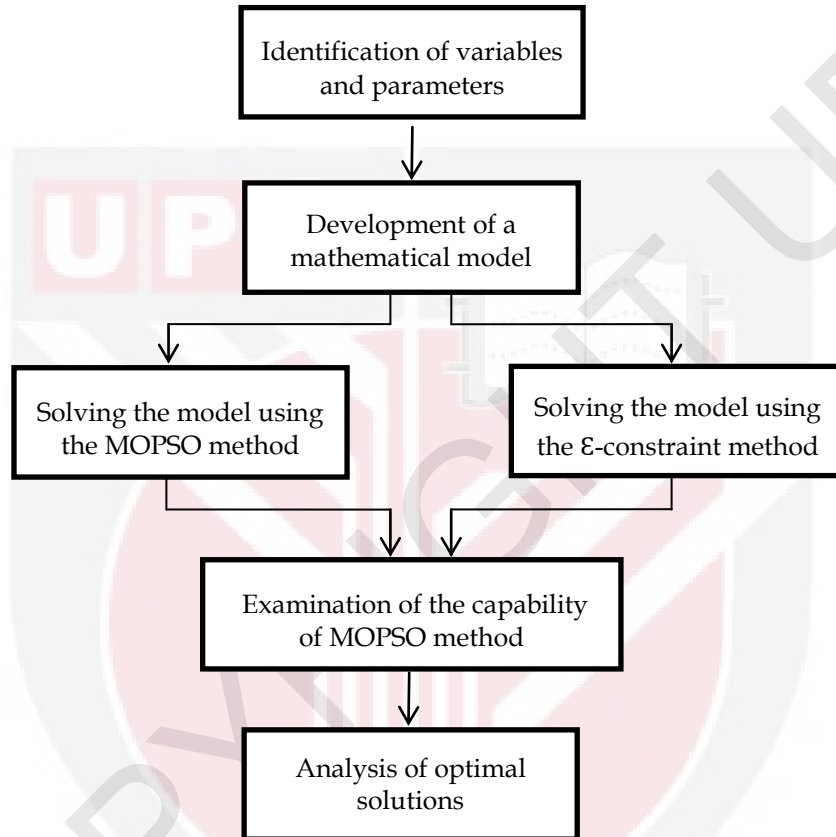 Identification of variables
and parameters
UP
Development of a
mathematical model
Solving the model using
the MOPSO method
Solving the model using
the ε-constraint method
Examination of the capability
of MOPSO method
Analysis of optimal
solutions